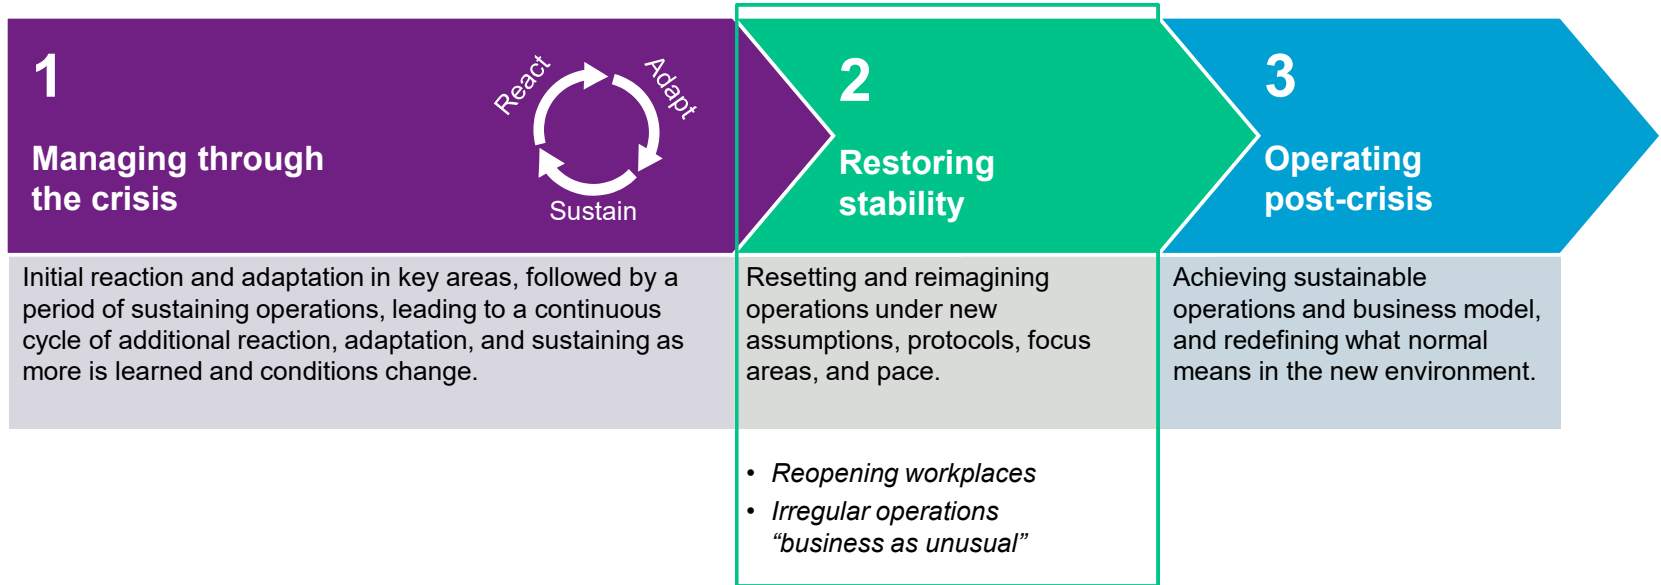 1
Managing through
the crisis
React
Adapt
Sustain
Initial reaction and adaptation in key areas, followed by a
period of sustaining operations, leading to a continuous
cycle of additional reaction, adaptation, and sustaining as
more is learned and conditions change.
2
Restoring
stability
Resetting and reimagining
operations under new
assumptions, protocols, focus
areas, and pace.
• Reopening workplaces
• Irregular operations
“business as unusual”
3
Operating
post-crisis
Achieving sustainable
operations and business model,
and redefining what normal
means in the new environment.